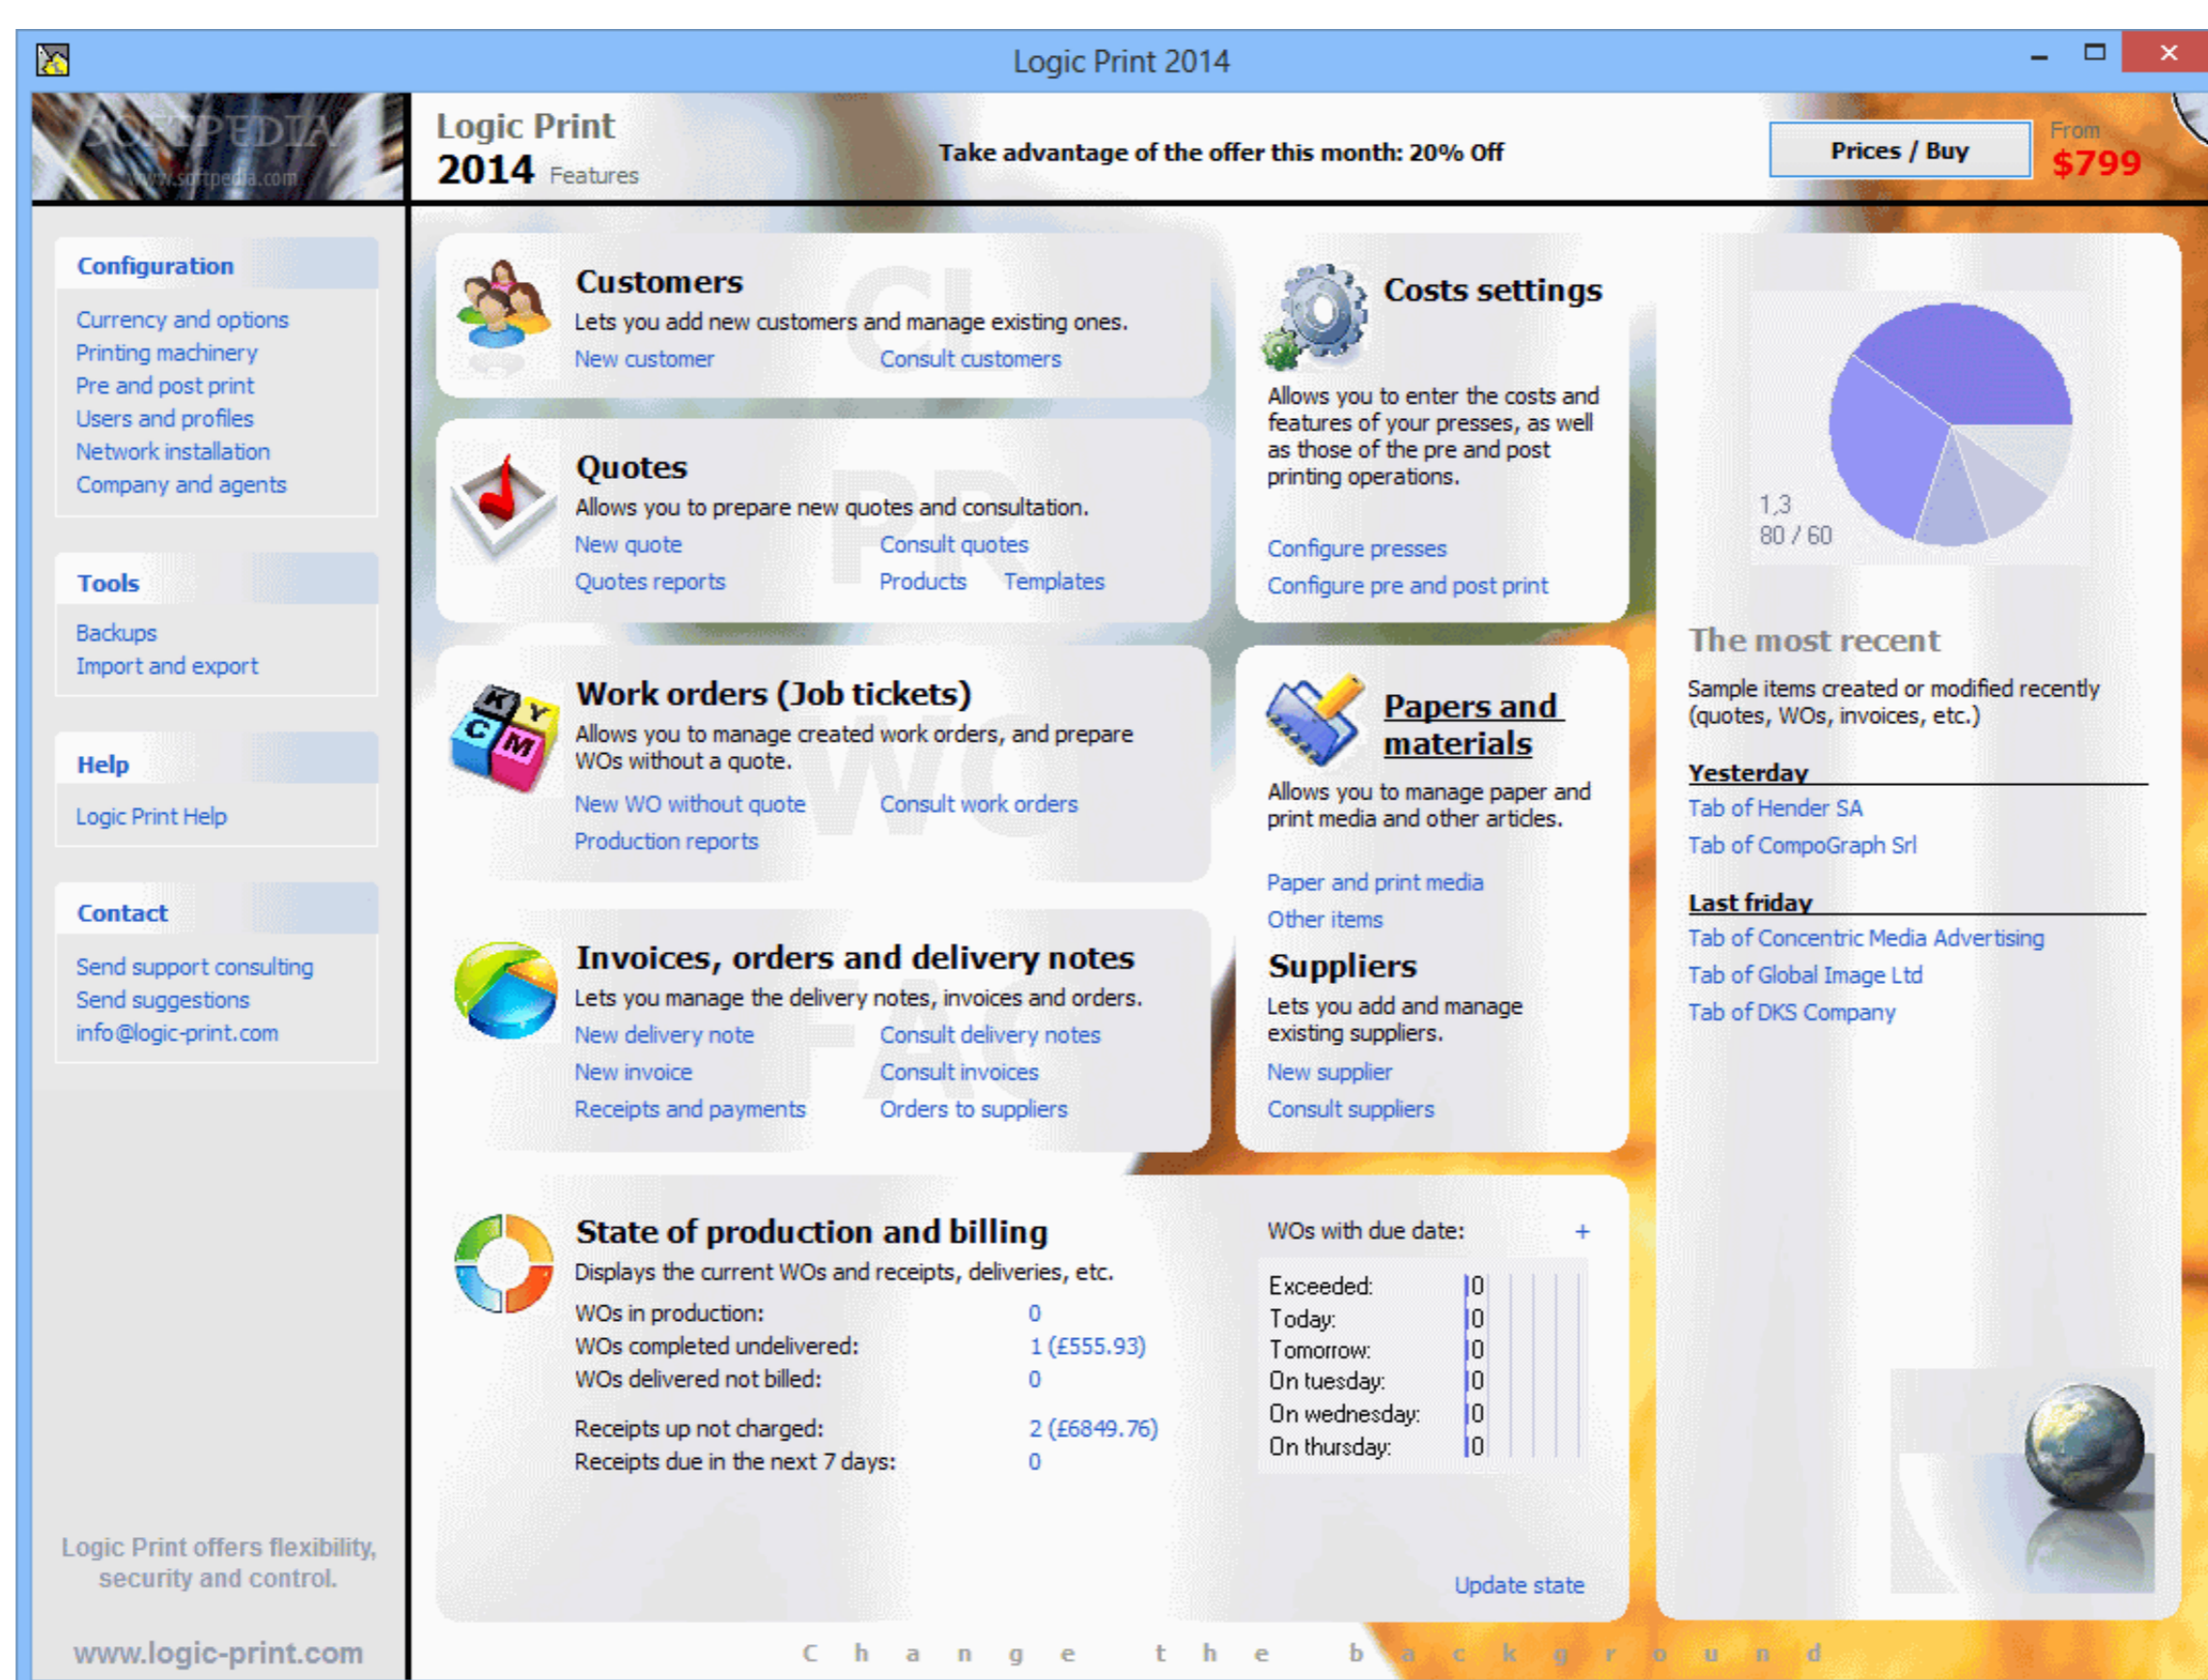 Logic Print 2014
SOFTPEDIA
www.softpedia.com
Logic Print
2014 Features
Take advantage of the offer this month: 20% Off
Prices / Buy
From
$799
Configuration
Currency and options
Printing machinery
Pre and post print
Users and profiles
Network installation
Company and agents
Tools
Backups
Import and export
Help
Logic Print Help
Contact
Send support consulting
Send suggestions
info@logic-print.com
Logic Print offers flexibility,
security and control.
www.logic-print.com
CL
Customers
Lets you add new customers and manage existing ones.
New customer Consult customers
PR
Quotes
Allows you to prepare new quotes and consultation.
New quote Consult quotes
Quotes reports Products Templates
K Y C M
WO
Work orders (Job tickets)
Allows you to manage created work orders, and prepare
WOs without a quote.
New WO without quote Consult work orders
Production reports
FAC
Invoices, orders and delivery notes
Lets you manage the delivery notes, invoices and orders.
New delivery note Consult delivery notes
New invoice Consult invoices
Receipts and payments Orders to suppliers
Costs settings
Allows you to enter the costs and
features of your presses, as well
as those of the pre and post
printing operations.
Configure presses
Configure pre and post print
Papers and
materials
Allows you to manage paper and
print media and other articles.
Paper and print media
Other items
Suppliers
Lets you add and manage
existing suppliers.
New supplier
Consult suppliers
State of production and billing
Displays the current WOs and receipts, deliveries, etc.
WOs in production: 0
WOs completed undelivered: 1 (£555.93)
WOs delivered not billed: 0
Receipts up not charged: 2 (£6849.76)
Receipts due in the next 7 days: 0
WOs with due date: +
Exceeded: 0
Today: 0
Tomorrow: 0
On tuesday: 0
On wednesday: 0
On thursday: 0
Update state
1,3
80 / 60
The most recent
Sample items created or modified recently
(quotes, WOs, invoices, etc.)
Yesterday
Tab of Hender SA
Tab of CompoGraph Srl
Last friday
Tab of Concentric Media Advertising
Tab of Global Image Ltd
Tab of DKS Company
Change the background